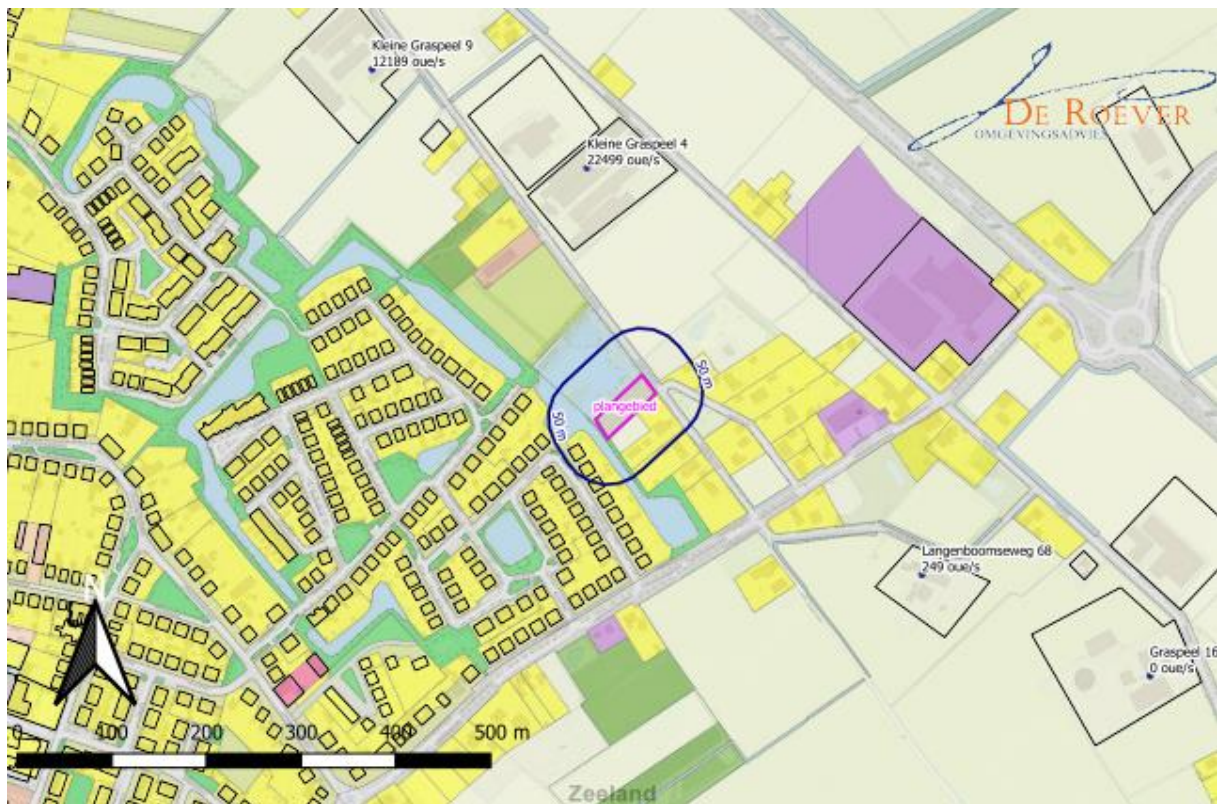 Kleine Graspeel 9
12189 oue/s
DE ROEVER
OMGEVINGSADVIES
Kleine Graspeel 4
22499 oue/s
50 m
plangebied
50 m
Langenboomseweg 68
249 oue/s
Graspeel 16
0 oue/s
N
0 100 200 300 400 500 m
Zeeland